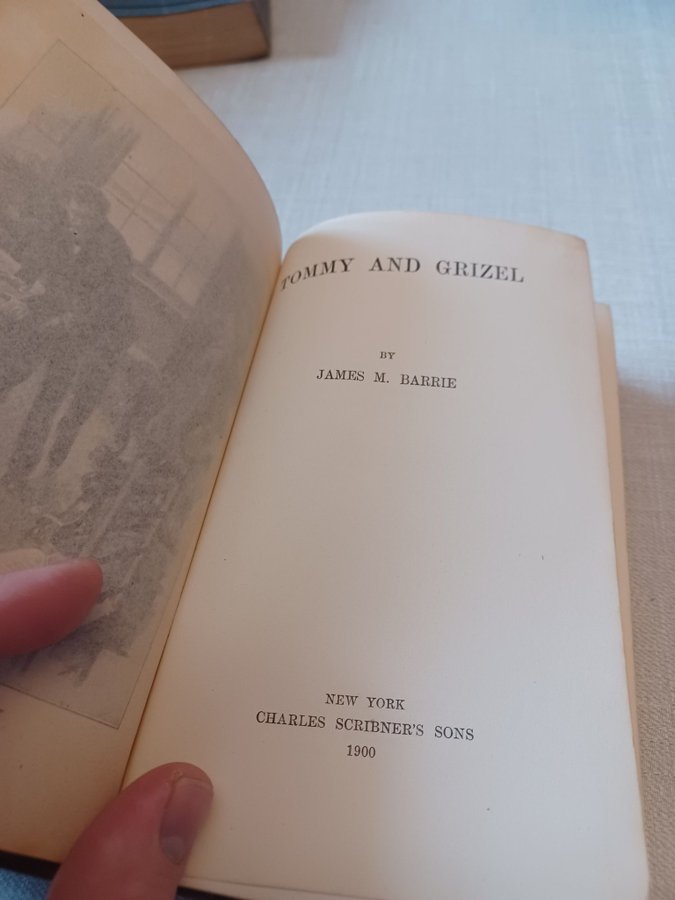 TOMMY AND GRIZEL
BY
JAMES M. BARRIE
NEW YORK
CHARLES SCRIBNER'S SONS
1900